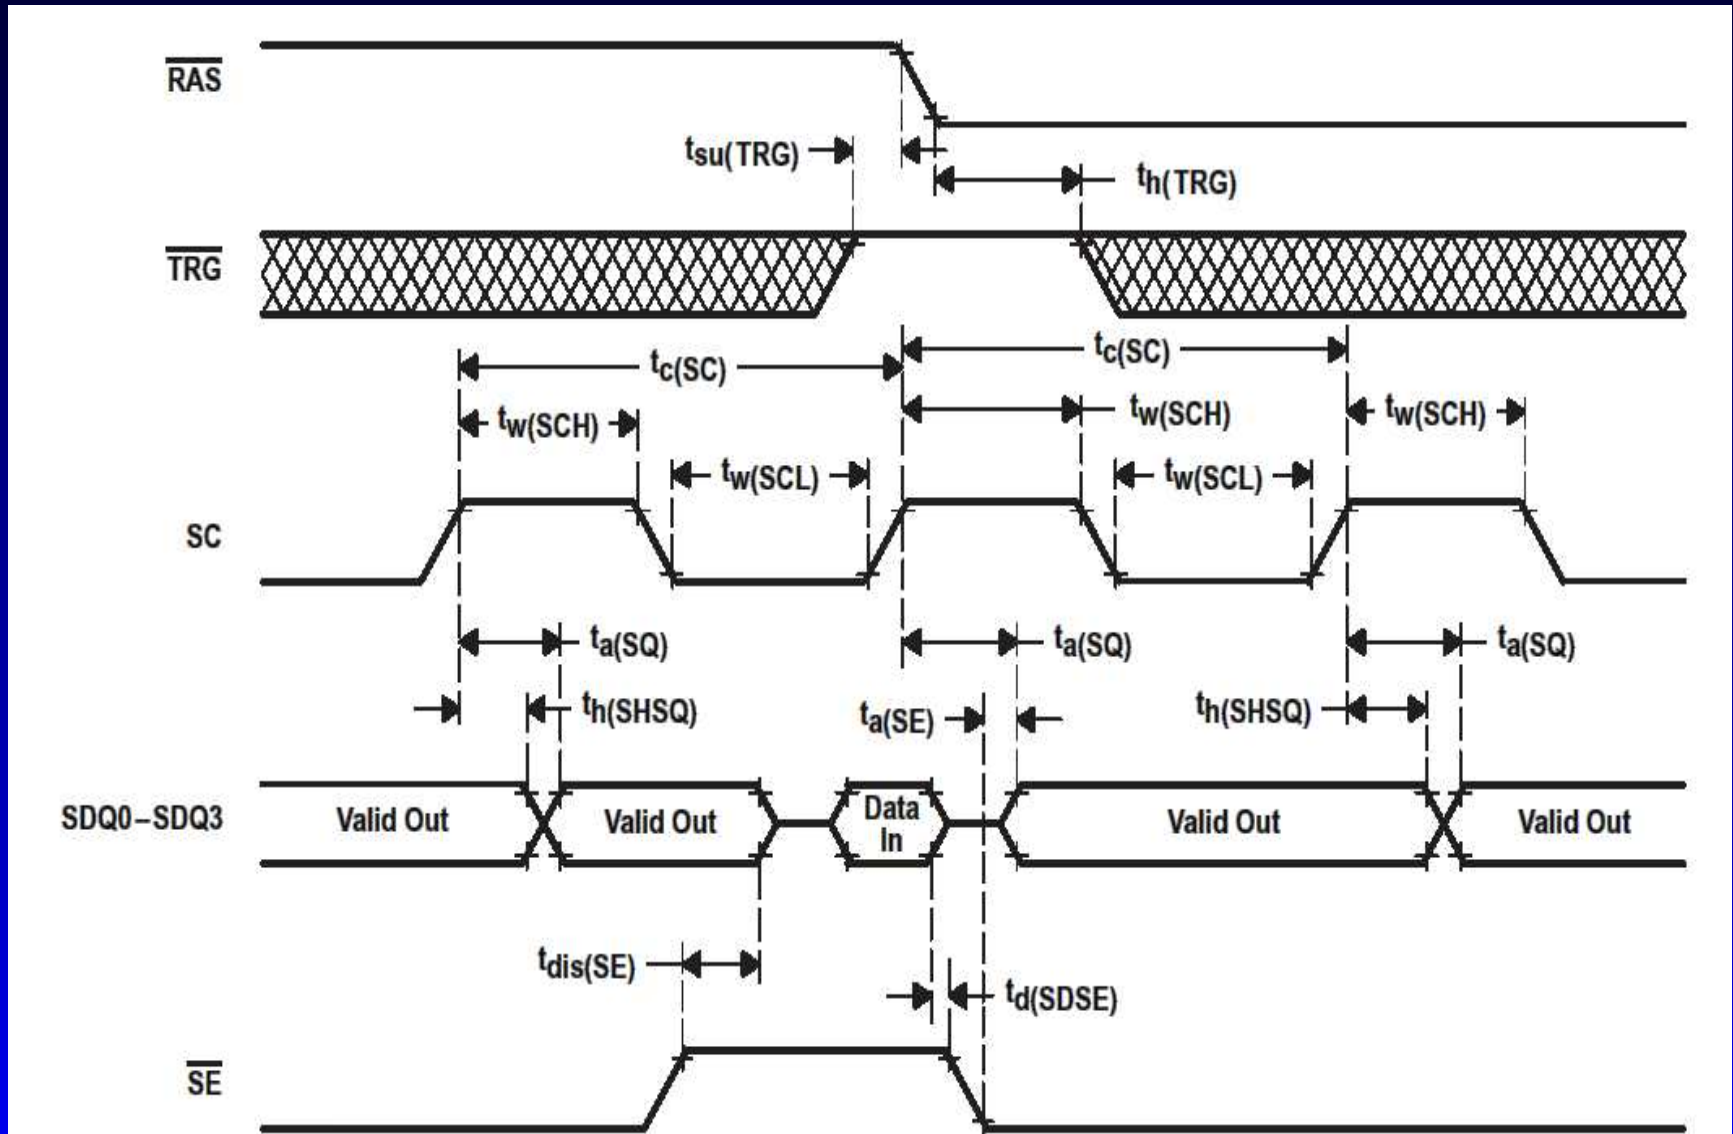 RAS
tsu(TRG)
th(TRG)
TRG
tc(SC)
tc(SC)
tw(SCH)
tw(SCH)
tw(SCH)
tw(SCL)
tw(SCL)
SC
ta(SQ)
ta(SQ)
ta(SQ)
th(SHSQ)
ta(SE)
th(SHSQ)
SDQ0–SDQ3
Valid Out
Valid Out
Data
In
Valid Out
Valid Out
tdis(SE)
td(SDSE)
SE